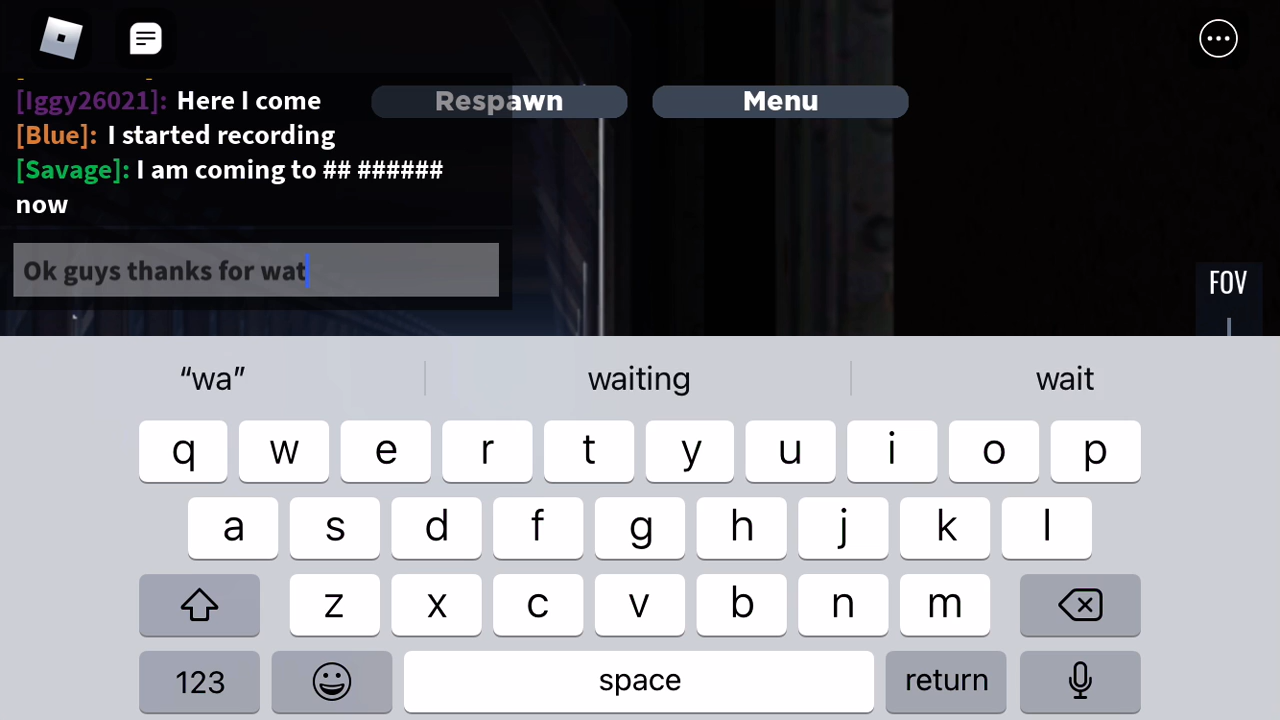 [Iggy26021]: Here I come
Respawn
Menu
[Blue]: I started recording
[Savage]: I am coming to ## ######
now
Ok guys thanks for wat
FOV
“wa” waiting wait
q w e r t y u i o p
a s d f g h j k l
z x c v b n m
123 space return